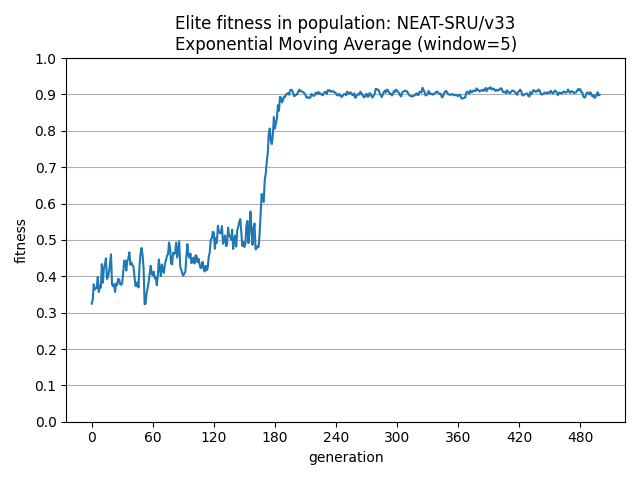 Elite fitness in population: NEAT-SRU/v33
Exponential Moving Average (window=5)
1.0
0.9
0.8
0.7
0.6
0.5
0.4
0.3
0.2
0.1
0.0
fitness
0 60 120 180 240 300 360 420 480
generation